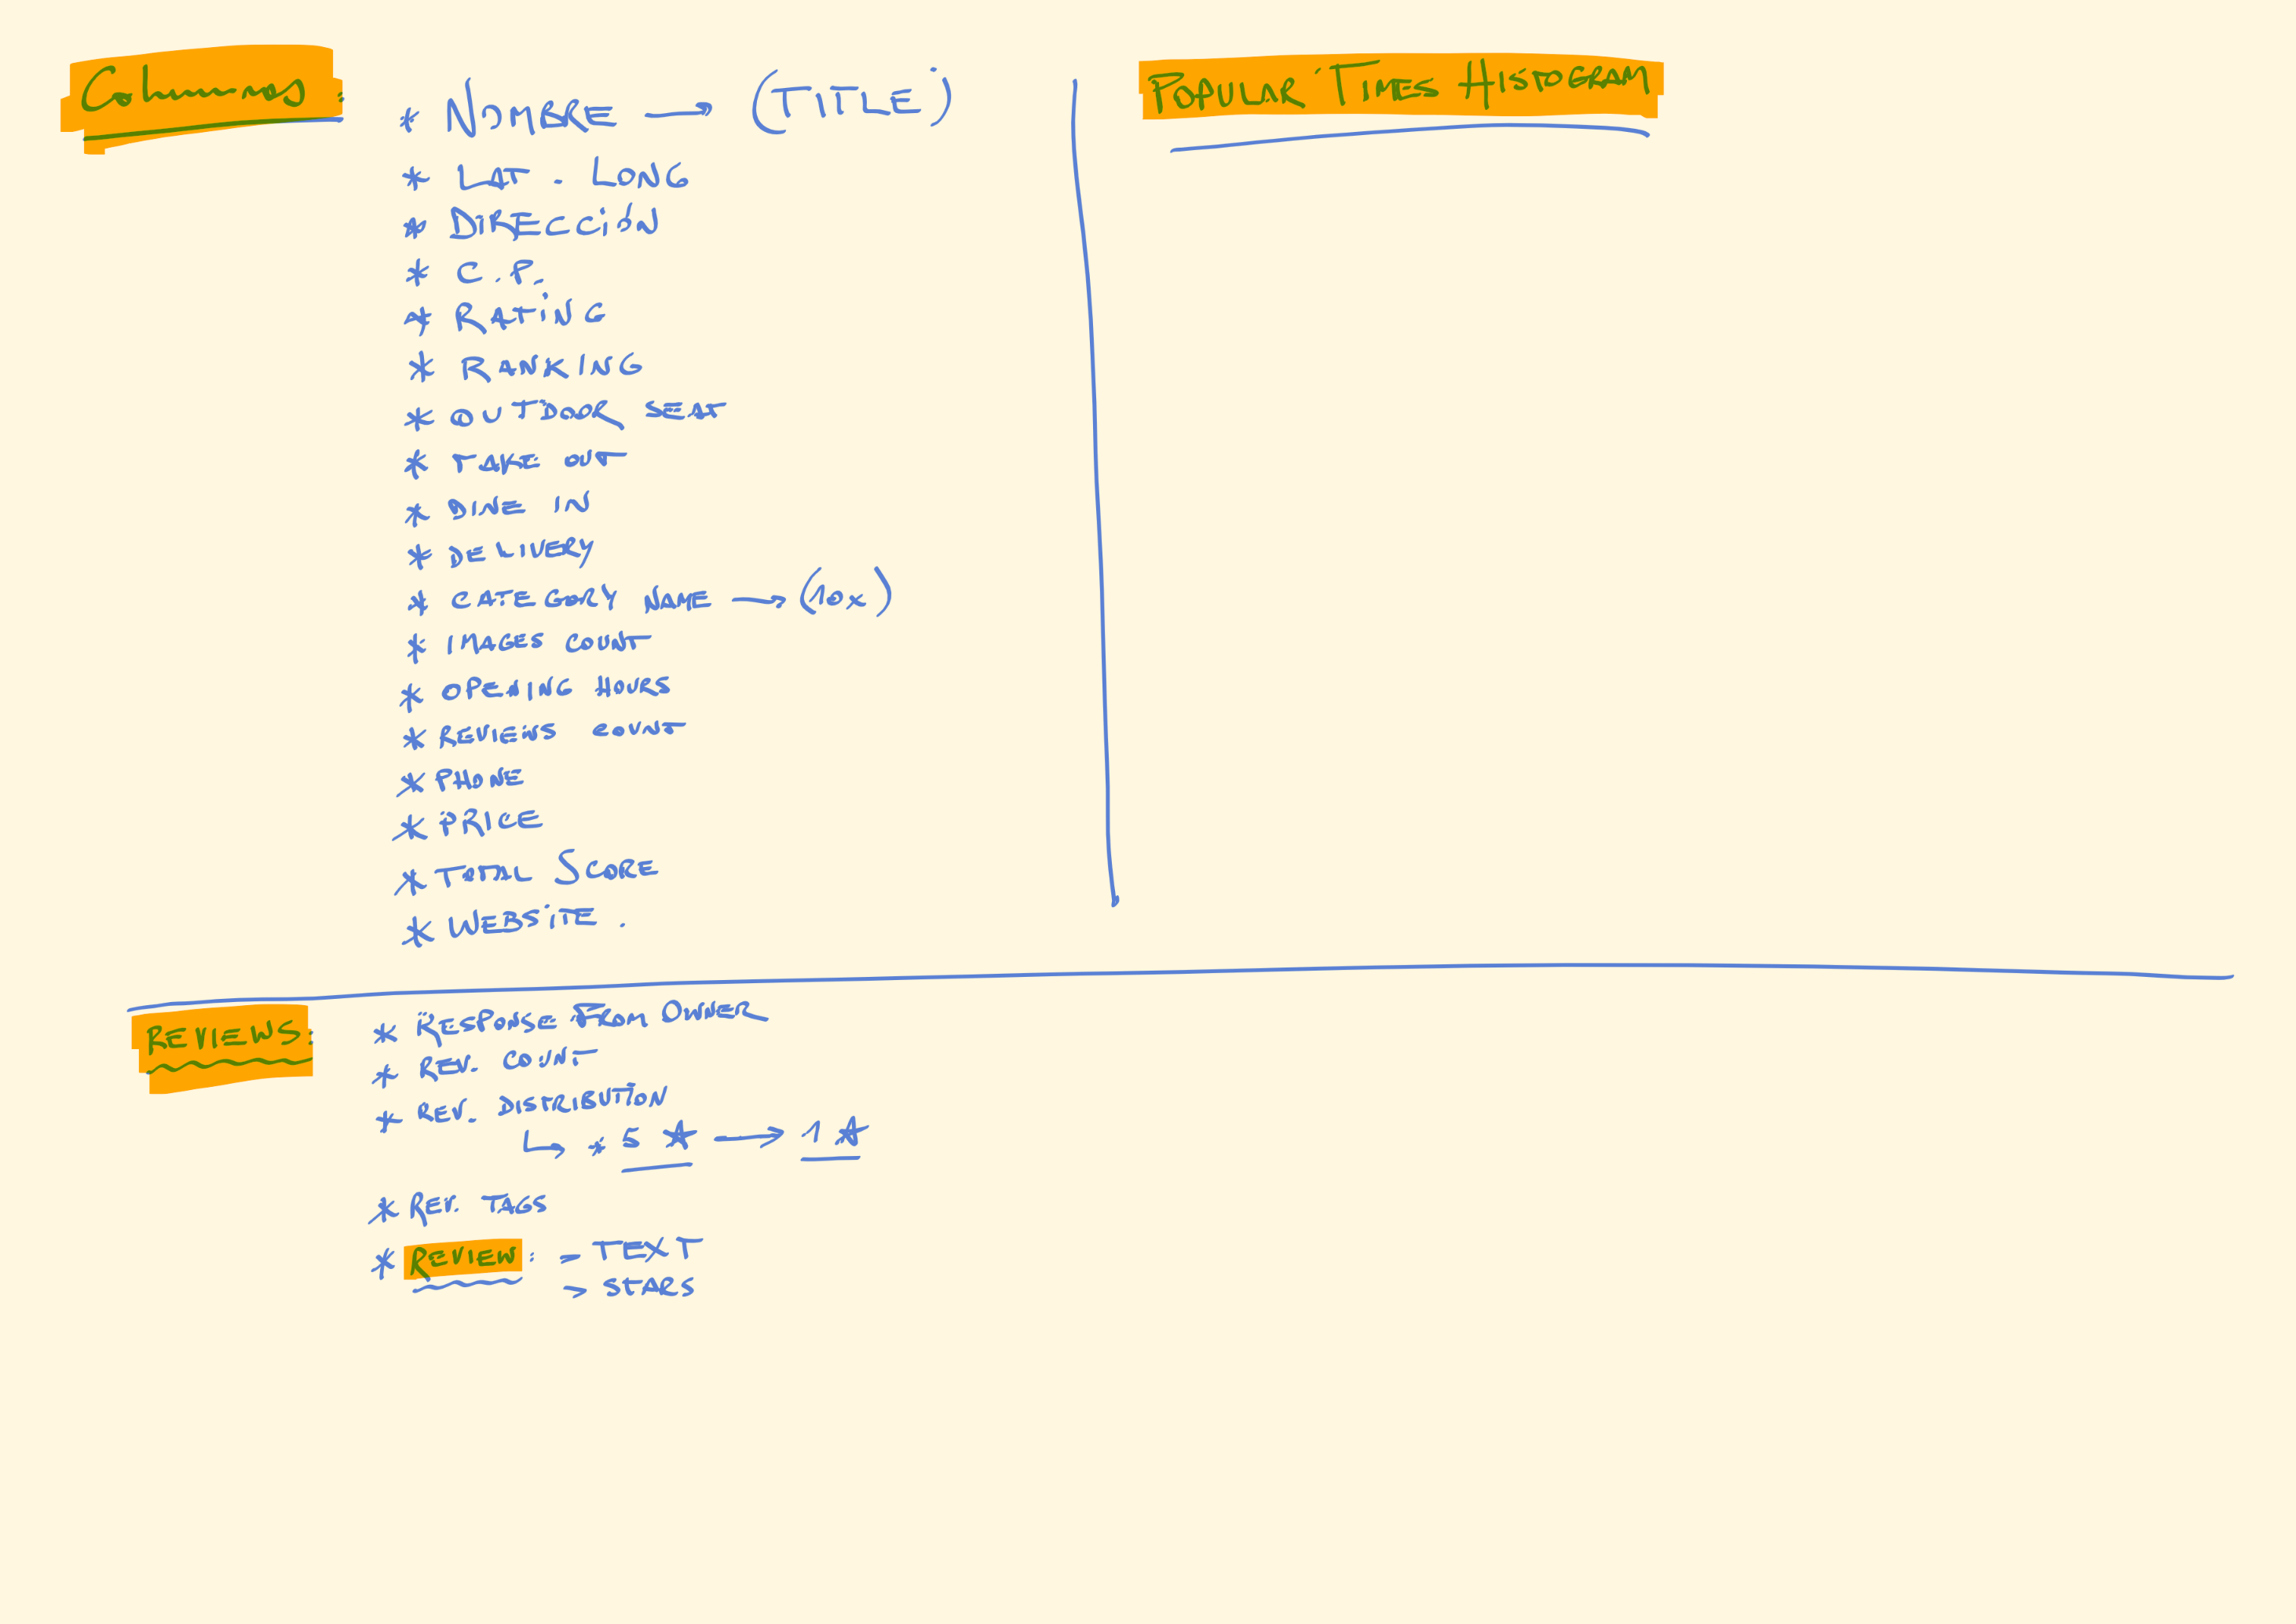 Columnas:
* NOMBRE → (TITLE)
* LAT. LONG
* DIRECCIÓN
* C.P.
* RATING
* RANKING
* OUTDOOR SEAT
* TAKE OUT
* DINE IN
* DELIVERY
* CATEGORY NAME → (10x)
* IMAGES COUNT
* OPENING HOURS
* REVIEWS COUNT
* PHONE
* PRICE
* TOTAL SCORE
* WEBSITE.
POPULAR TIMES HISTOGRAM
REVIEWS:
* RESPONSE FROM OWNER
* REV. COUNT
* REV. DISTRIBUTION
↳ * 5 ★ → 1 ★
* REV. TAGS
* REVIEW: - TEXT
> STARS